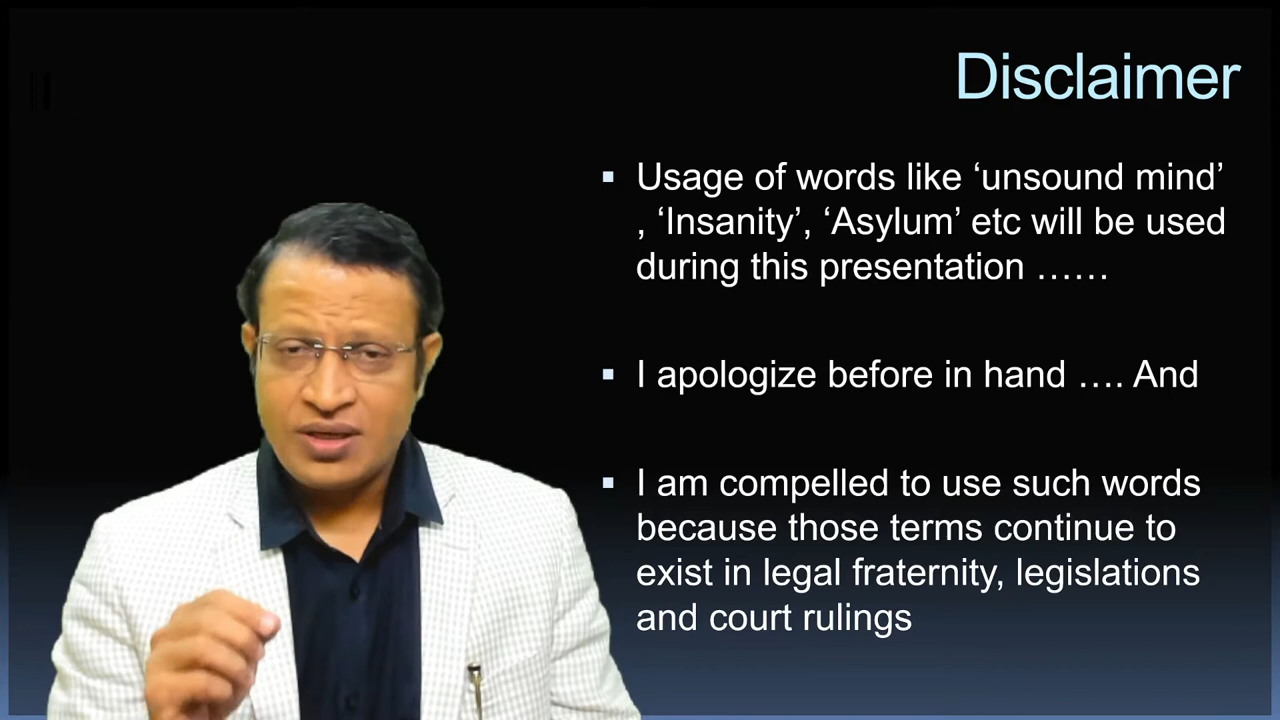 Disclaimer
▪ Usage of words like ‘unsound mind’
, ‘Insanity’, ‘Asylum’ etc will be used
during this presentation ……
▪ I apologize before in hand …. And
▪ I am compelled to use such words
because those terms continue to
exist in legal fraternity, legislations
and court rulings